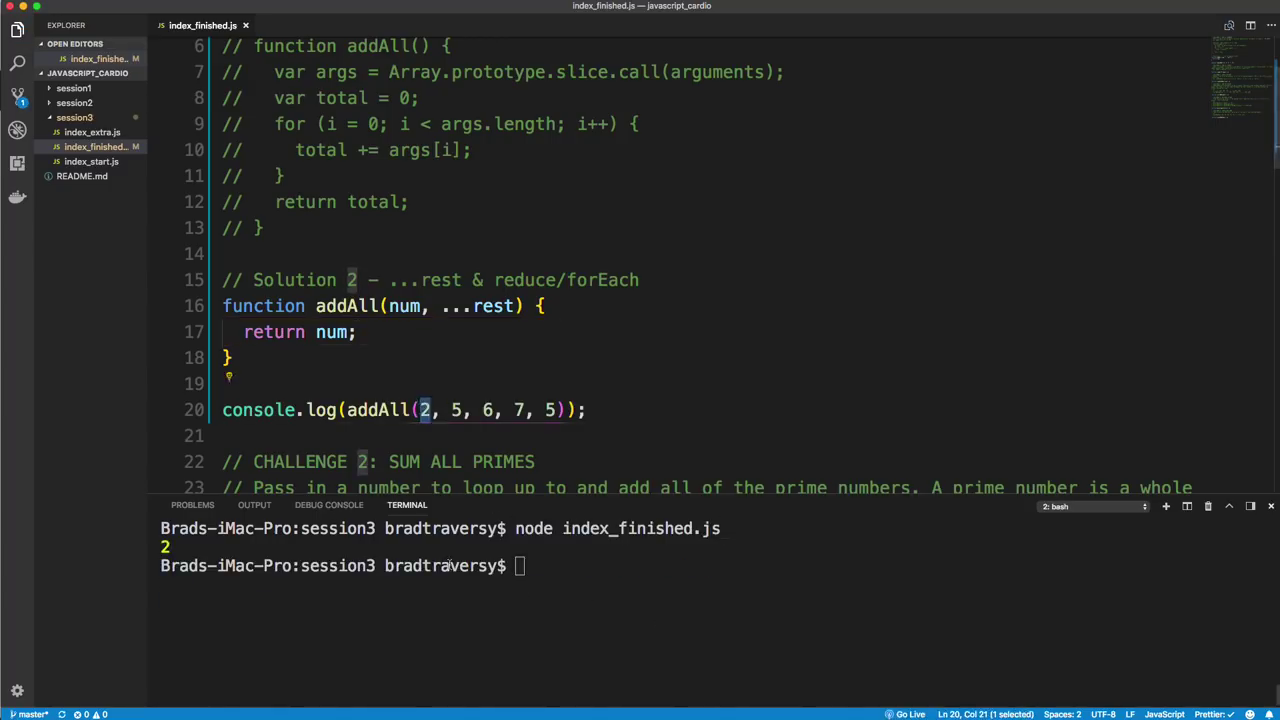 index_finished.js — javascript_cardio
EXPLORER
OPEN EDITORS
index_finishe... M
JAVASCRIPT_CARDIO
session1
session2
session3
index_extra.js
index_finished... M
index_start.js
README.md
1
index_finished.js ×
6 // function addAll() {
7 //   var args = Array.prototype.slice.call(arguments);
8 //   var total = 0;
9 //   for (i = 0; i < args.length; i++) {
10 //     total += args[i];
11 //   }
12 //   return total;
13 // }
14
15 // Solution 2 - ...rest & reduce/forEach
16 function addAll(num, ...rest) {
17   return num;
18 }
19
20 console.log(addAll(2, 5, 6, 7, 5));
21
22 // CHALLENGE 2: SUM ALL PRIMES
23 // Pass in a number to loop up to and add all of the prime numbers. A prime number is a whole
PROBLEMS OUTPUT DEBUG CONSOLE TERMINAL 2: bash
Brads-iMac-Pro:session3 bradtraversy$ node index_finished.js
2
Brads-iMac-Pro:session3 bradtraversy$
master* 0 0 Go Live Ln 20, Col 21 (1 selected) Spaces: 2 UTF-8 LF JavaScript Prettier: ✓